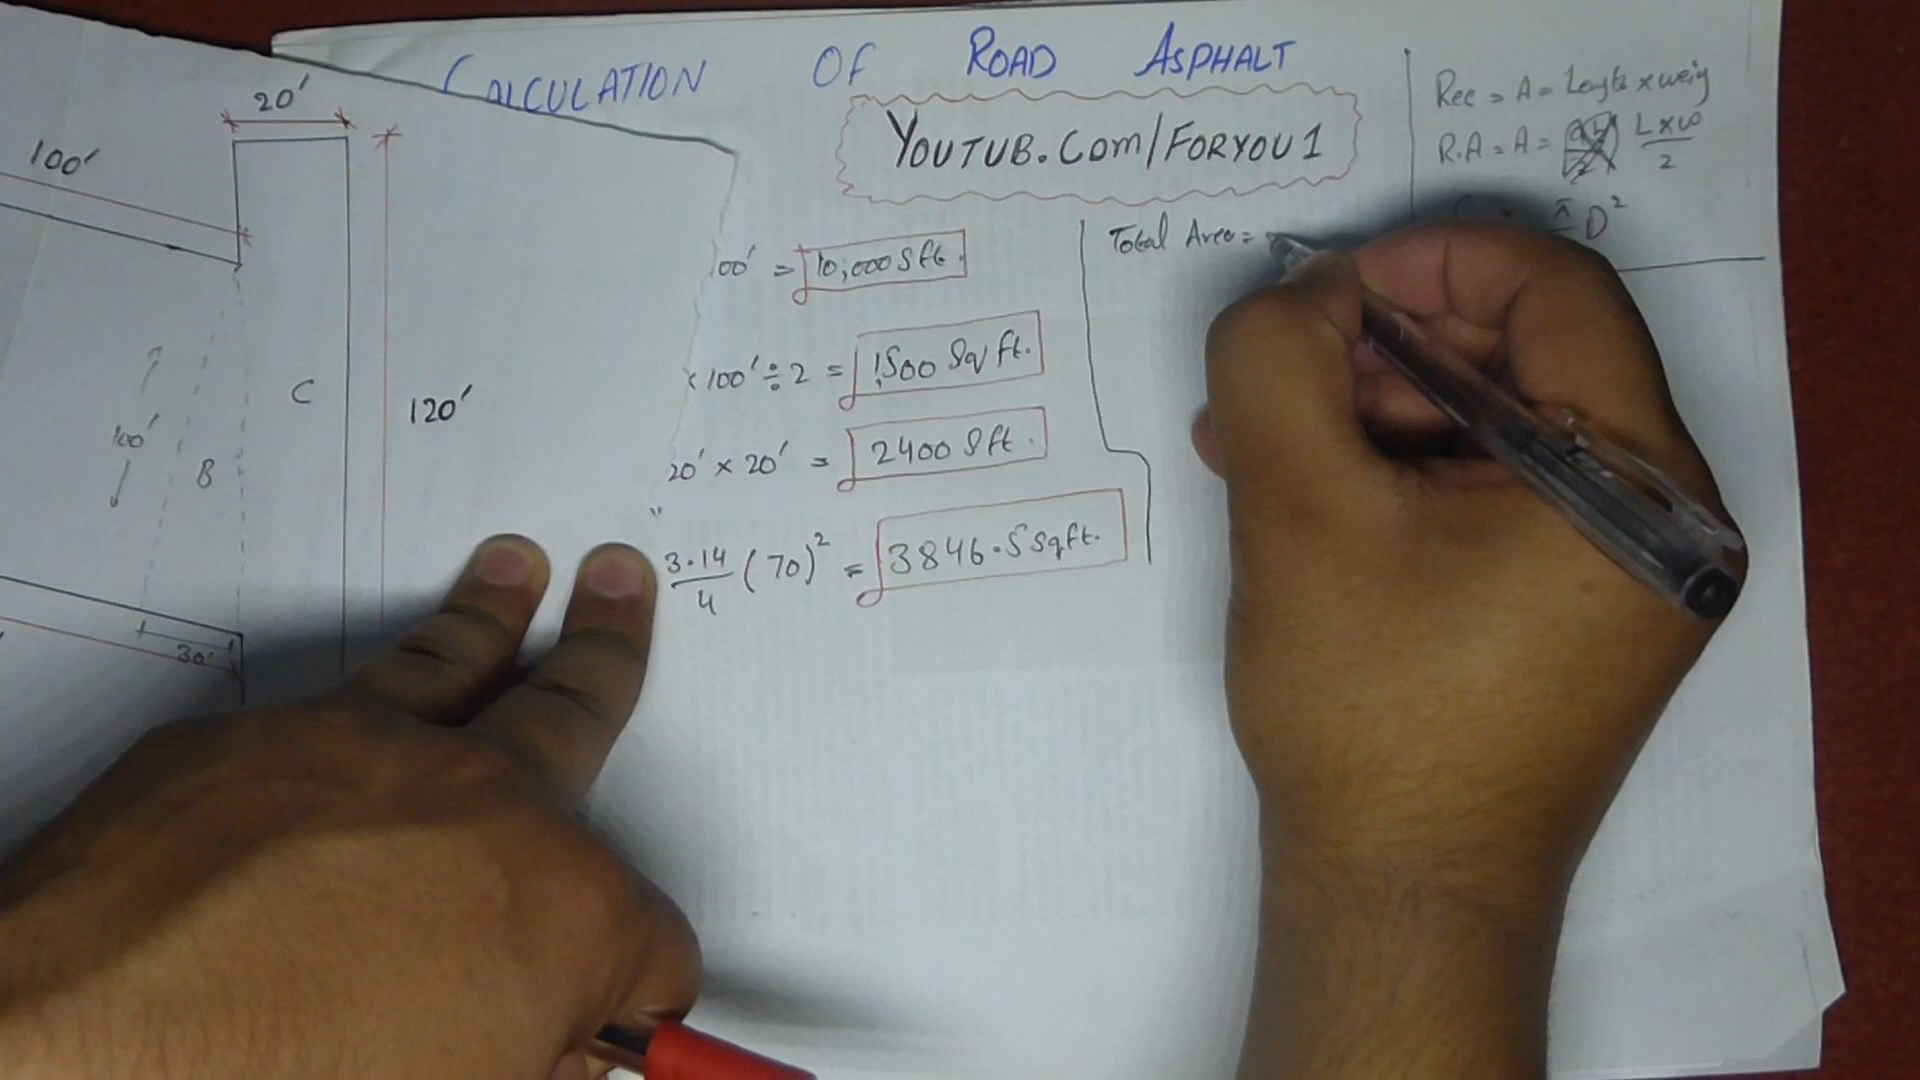 CALCULATION OF ROAD ASPHALT
YOUTUB.COM/FORYOU1
20'
100'
120'
C
100'
B
30'
00' = 10,000 Sft.
×100' ÷ 2 = 1500 Sq ft.
20' × 20' = 2400 Sft.
3.14/4 (70)² = 3846.5 Sqft.
Total Area =
Rec = A =
R.A = A = L×w/2
D²